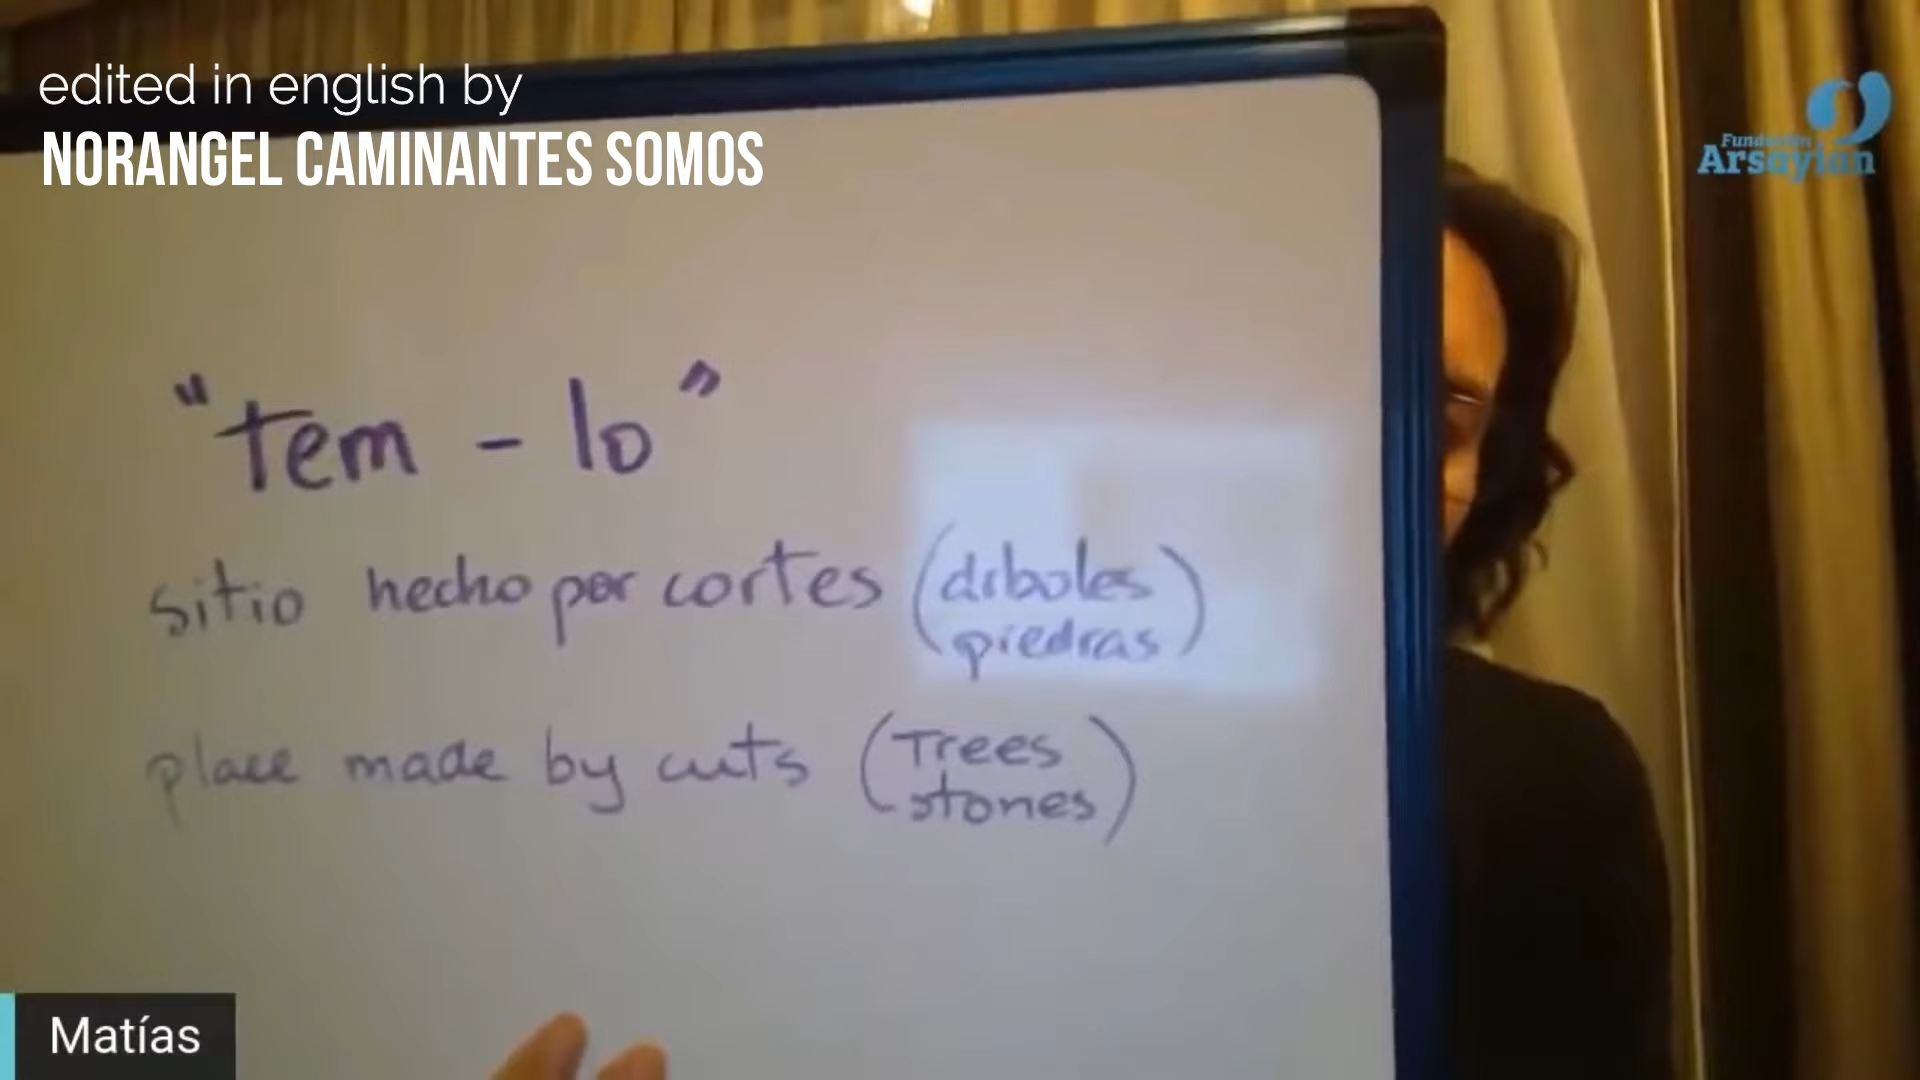 edited in english by
NORANGEL CAMINANTES SOMOS
Fundación
Arsayian
"tem - lo"
sitio hecho por cortes (árboles
piedras)
place made by cuts (Trees
stones)
Matías